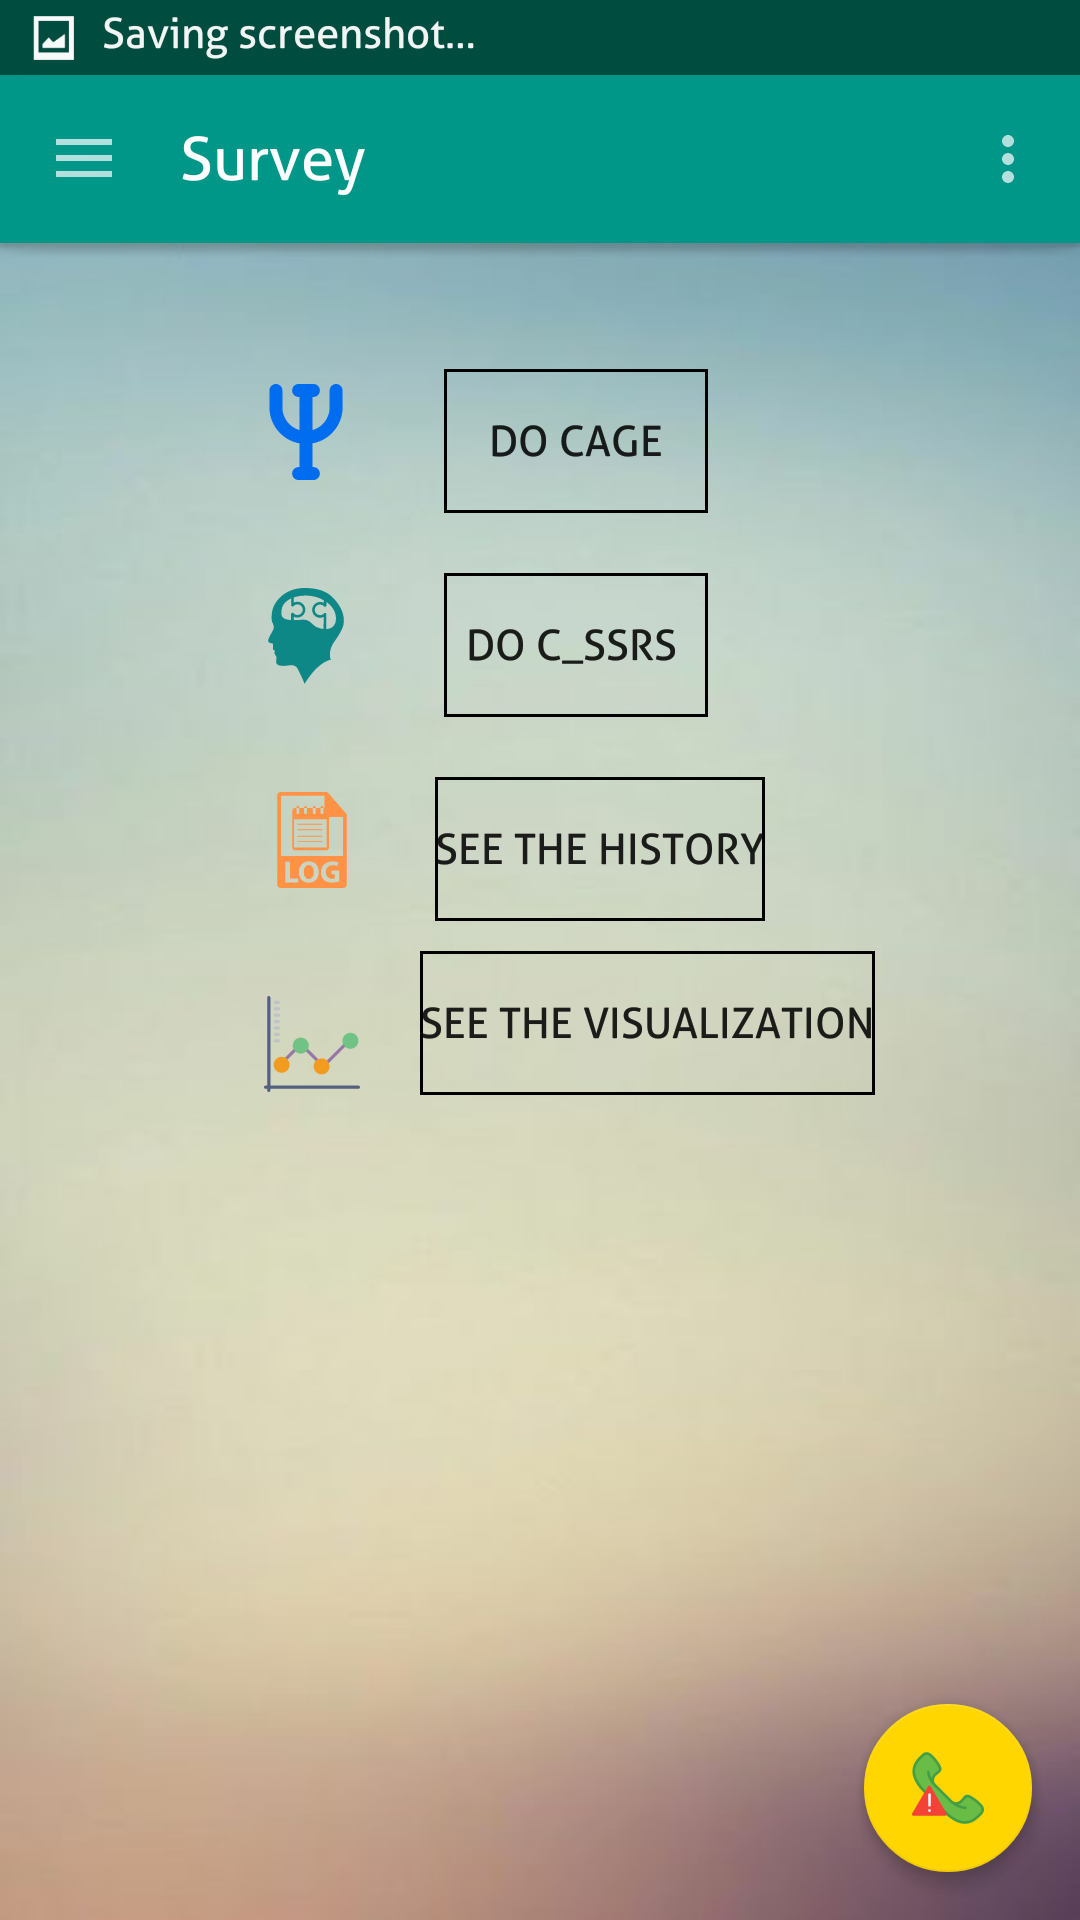 Saving screenshot...
Survey
DO CAGE
DO C_SSRS
LOG
SEE THE HISTORY
SEE THE VISUALIZATION